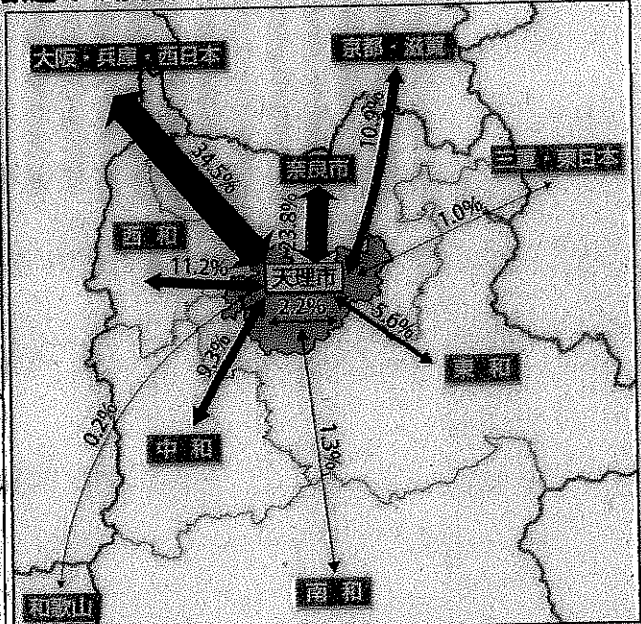 大阪・兵庫・西日本
京都・滋賀
34.5%
10.9%
奈良市
三重・東日本
23.8%
1.0%
西和
11.2%
天理市
2.2%
5.6%
9.3%
東和
0.2%
中和
1.3%
和歌山
南和